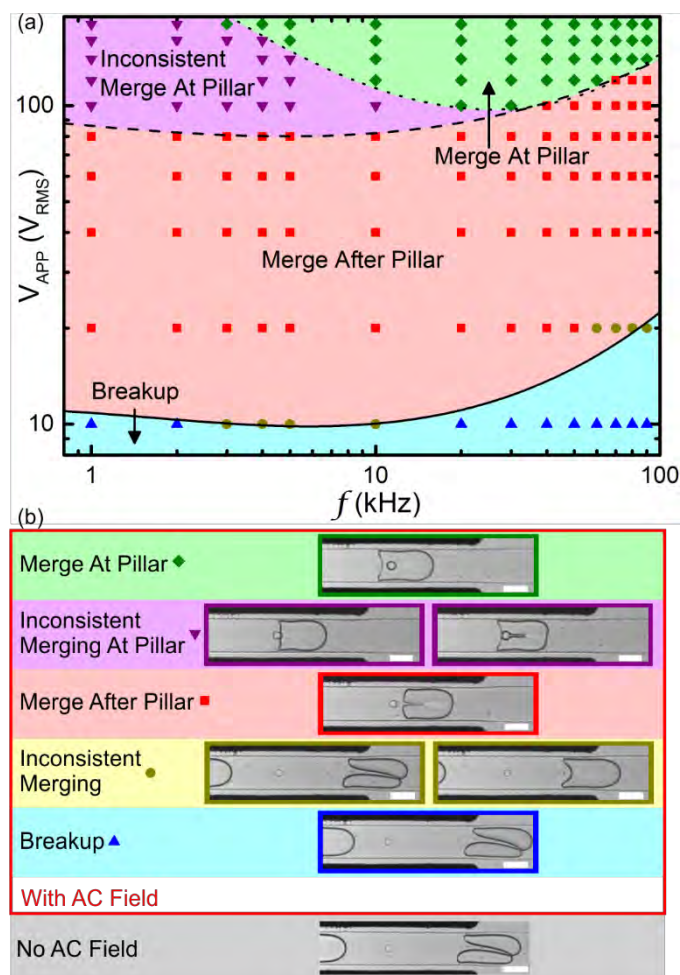 (a)
Inconsistent
Merge At Pillar
100
Merge At Pillar
V_APP (V_RMS)
Merge After Pillar
Breakup
10
1
10
100
f (kHz)
(b)
Merge At Pillar
Inconsistent
Merging At Pillar
Merge After Pillar
Inconsistent
Merging
Breakup
With AC Field
No AC Field